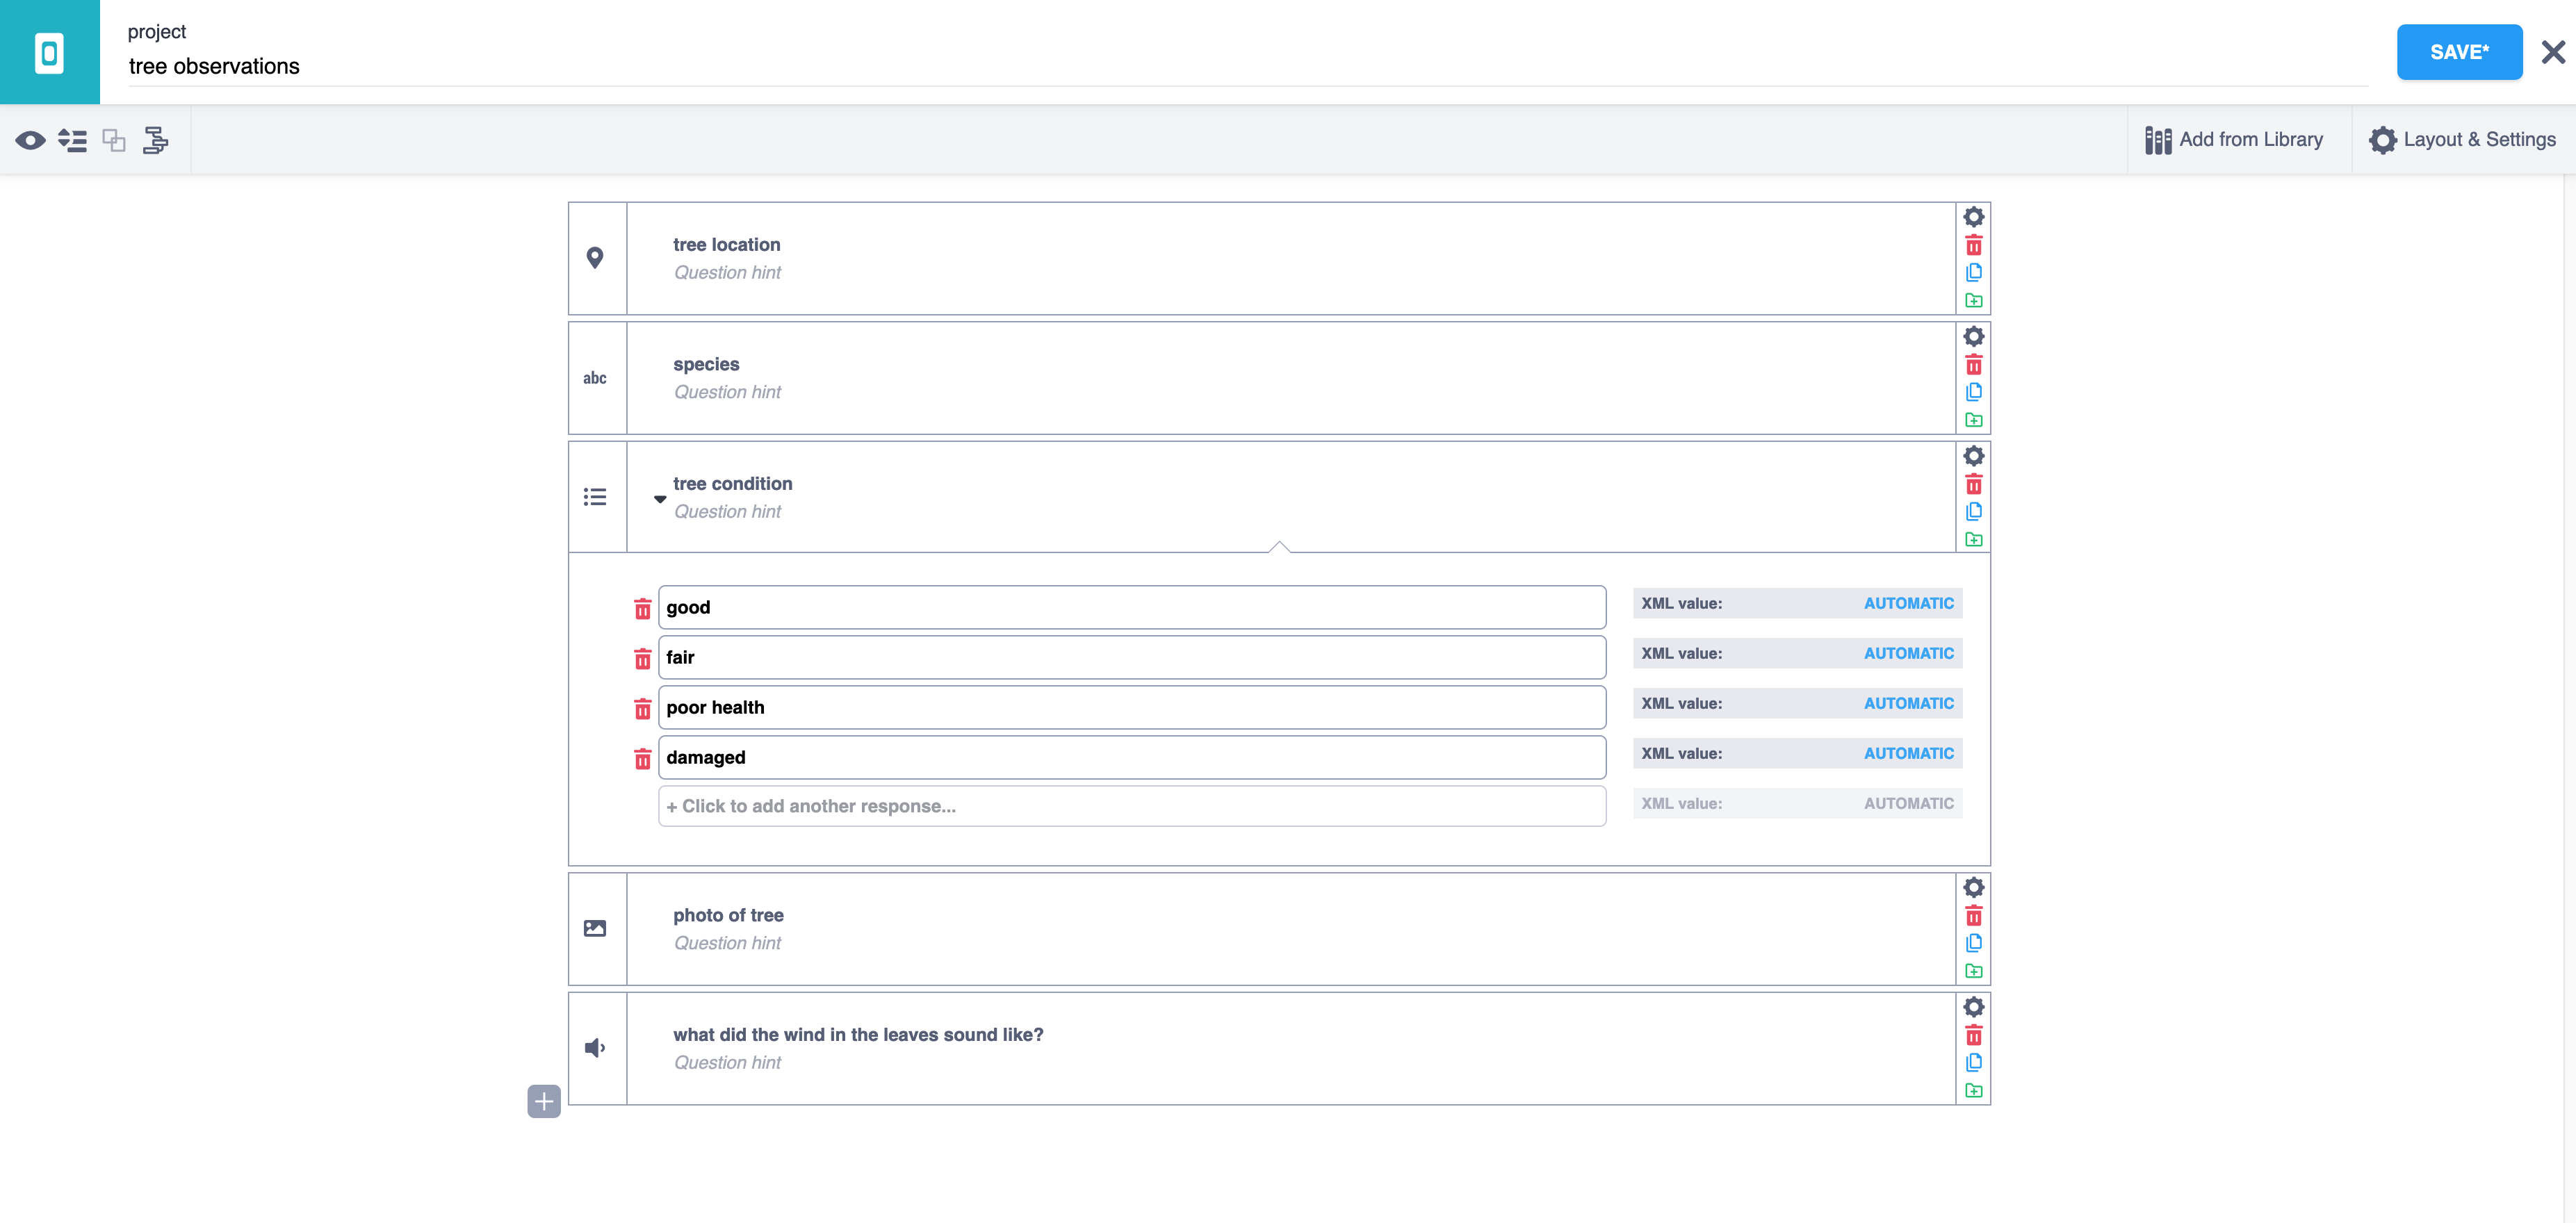 project
tree observations
SAVE*
Add from Library
Layout & Settings
tree location
Question hint
abc
species
Question hint
tree condition
Question hint
good
XML value: AUTOMATIC
fair
XML value: AUTOMATIC
poor health
XML value: AUTOMATIC
damaged
XML value: AUTOMATIC
+ Click to add another response...
XML value: AUTOMATIC
photo of tree
Question hint
what did the wind in the leaves sound like?
Question hint